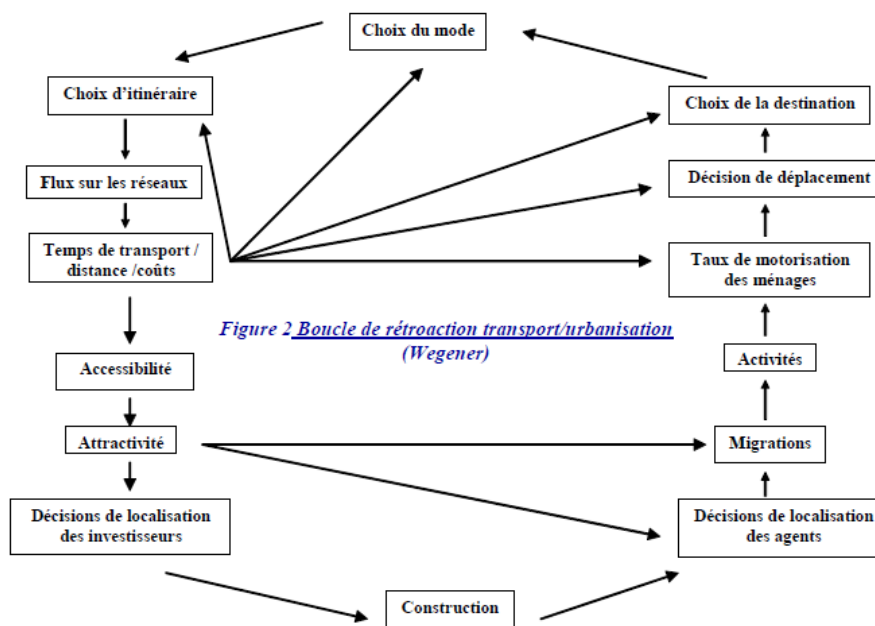 Choix du mode
Choix d'itinéraire
Choix de la destination
Flux sur les réseaux
Décision de déplacement
Temps de transport /
distance /coûts
Taux de motorisation
des ménages
Figure 2 Boucle de rétroaction transport/urbanisation
(Wegener)
Accessibilité
Activités
Attractivité
Migrations
Décisions de localisation
des investisseurs
Décisions de localisation
des agents
Construction